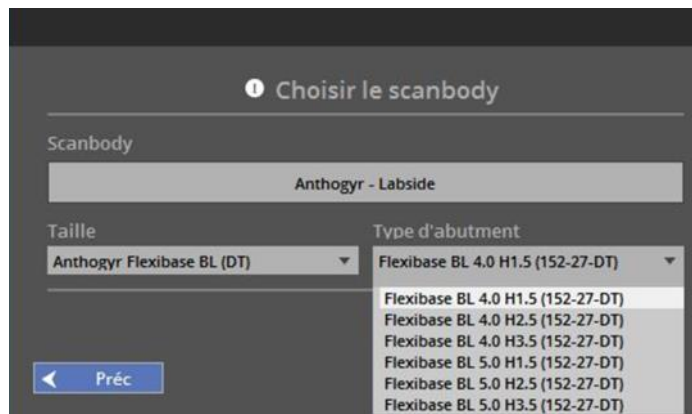 Choisir le scanbody
Scanbody
Anthogyr - Labside
Taille
Type d'abutment
Anthogyr Flexibase BL (DT)
Flexibase BL 4.0 H1.5 (152-27-DT)
Flexibase BL 4.0 H1.5 (152-27-DT)
Flexibase BL 4.0 H2.5 (152-27-DT)
Flexibase BL 4.0 H3.5 (152-27-DT)
Flexibase BL 5.0 H1.5 (152-27-DT)
Flexibase BL 5.0 H2.5 (152-27-DT)
Flexibase BL 5.0 H3.5 (152-27-DT)
Préc